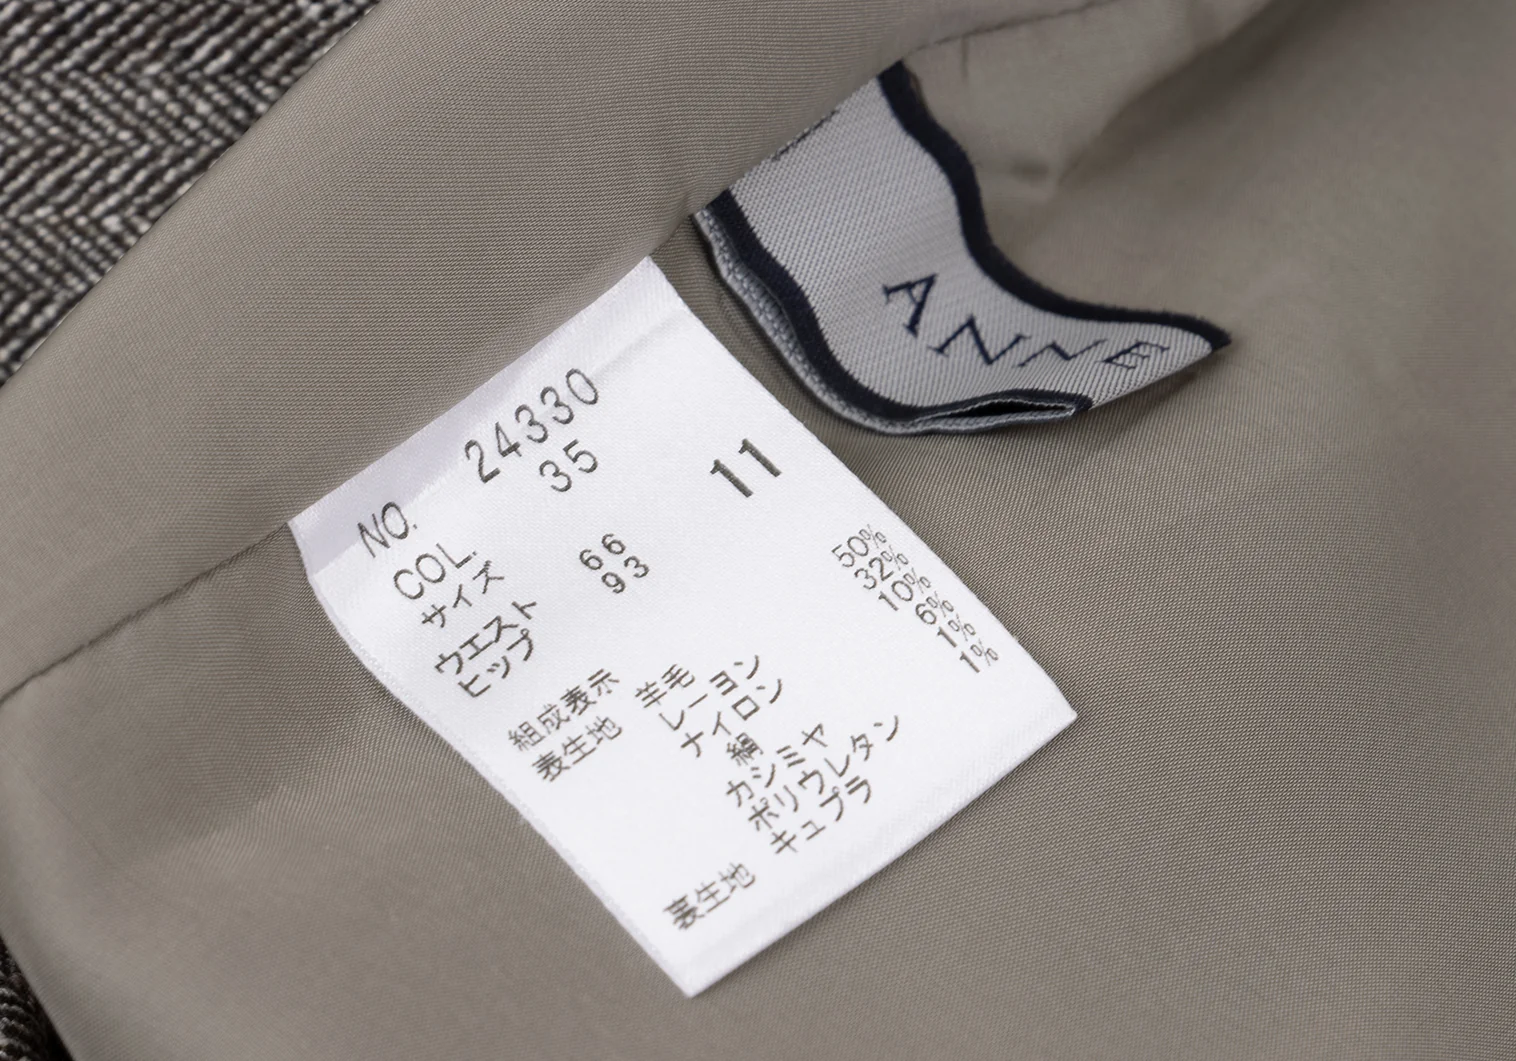 ANNE
NO. 24330
COL. 35
サイズ 11
ウエスト 66
ヒップ 93
組成表示
表生地 羊毛 50%
レーヨン 32%
ナイロン 10%
絹 6%
カシミヤ 1%
ポリウレタン 1%
裏生地 キュプラ